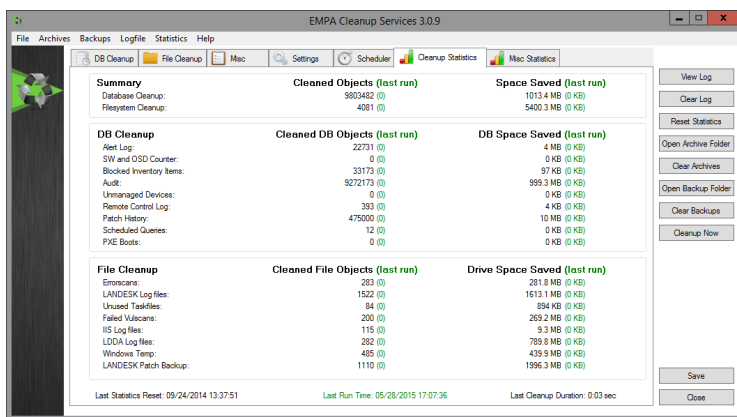 EMPA Cleanup Services 3.0.9
File Archives Backups Logfile Statistics Help
DB Cleanup File Cleanup Misc Settings Scheduler Cleanup Statistics Misc Statistics
Summary Cleaned Objects (last run) Space Saved (last run)
Database Cleanup: 9803482 (0) 1013.4 MB (0 KB)
Filesystem Cleanup: 4081 (0) 5400.3 MB (0 KB)
DB Cleanup Cleaned DB Objects (last run) DB Space Saved (last run)
Alert Log: 22731 (0) 4 MB (0 KB)
SW and OSD Counter: 0 (0) 0 KB (0 KB)
Blocked Inventory Items: 33173 (0) 97 KB (0 KB)
Audit: 9272173 (0) 999.3 MB (0 KB)
Unmanaged Devices: 0 (0) 0 KB (0 KB)
Remote Control Log: 393 (0) 4 KB (0 KB)
Patch History: 475000 (0) 10 MB (0 KB)
Scheduled Queries: 12 (0) 0 KB (0 KB)
PXE Boots: 0 (0) 0 KB (0 KB)
File Cleanup Cleaned File Objects (last run) Drive Space Saved (last run)
Errorscans: 283 (0) 281.8 MB (0 KB)
LANDESK Log files: 1522 (0) 1613.1 MB (0 KB)
Unused Taskfiles: 84 (0) 894 KB (0 KB)
Failed Vulscans: 200 (0) 269.2 MB (0 KB)
IIS Log files: 115 (0) 9.3 MB (0 KB)
LDDA Log files: 282 (0) 789.8 MB (0 KB)
Windows Temp: 485 (0) 439.9 MB (0 KB)
LANDESK Patch Backup: 1110 (0) 1996.3 MB (0 KB)
Last Statistics Reset: 09/24/2014 13:37:51 Last Run Time: 05/28/2015 17:07:36 Last Cleanup Duration: 0:03 sec
View Log
Clear Log
Reset Statistics
Open Archive Folder
Clear Archives
Open Backup Folder
Clear Backups
Cleanup Now
Save
Close